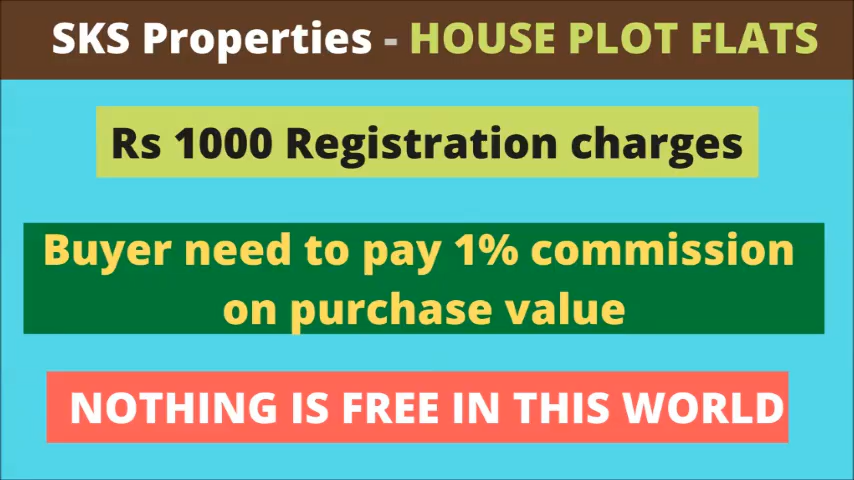 SKS Properties - HOUSE PLOT FLATS
Rs 1000 Registration charges
Buyer need to pay 1% commission
on purchase value
NOTHING IS FREE IN THIS WORLD